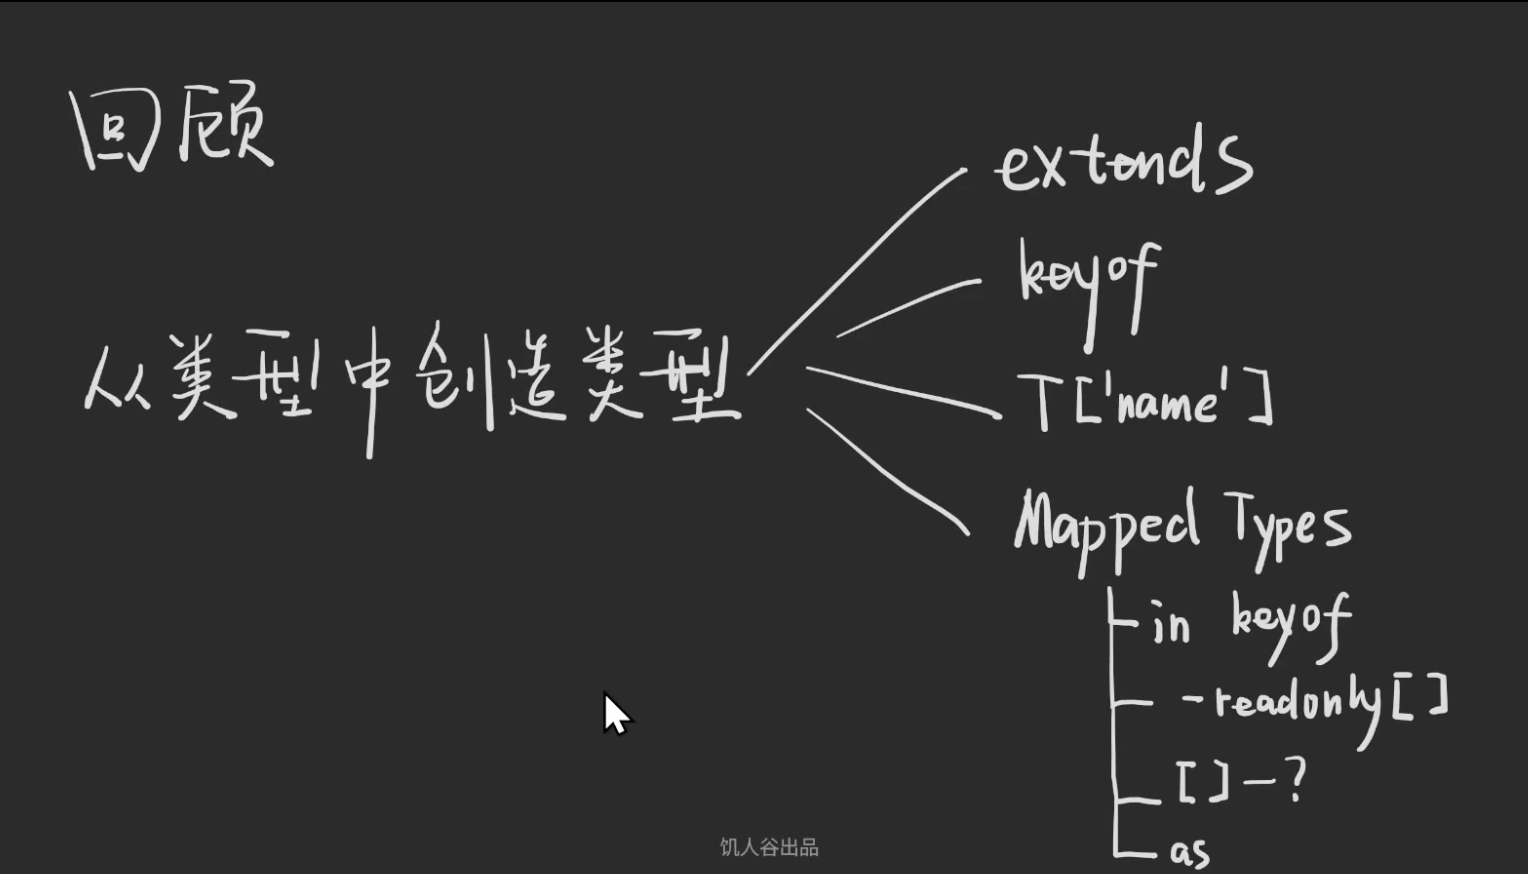 回顾
从类型中创造类型
extends
keyof
T['name']
Mapped Types
in keyof
-readonly[]
[]-?
as
饥人谷出品